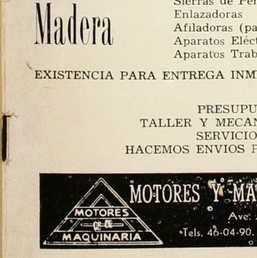 Sierras de Pen
Madera
Enlazadoras
Afiladoras (pa
Aparatos Eléct
Aparatos Trab
EXISTENCIA PARA ENTREGA INM
PRESUPU
TALLER Y MECAN
SERVICIO
HACEMOS ENVIOS P
MOTORES Y MA
MOTORES
DE
MAQUINARIA
Ave.
Tels. 46-04-90.